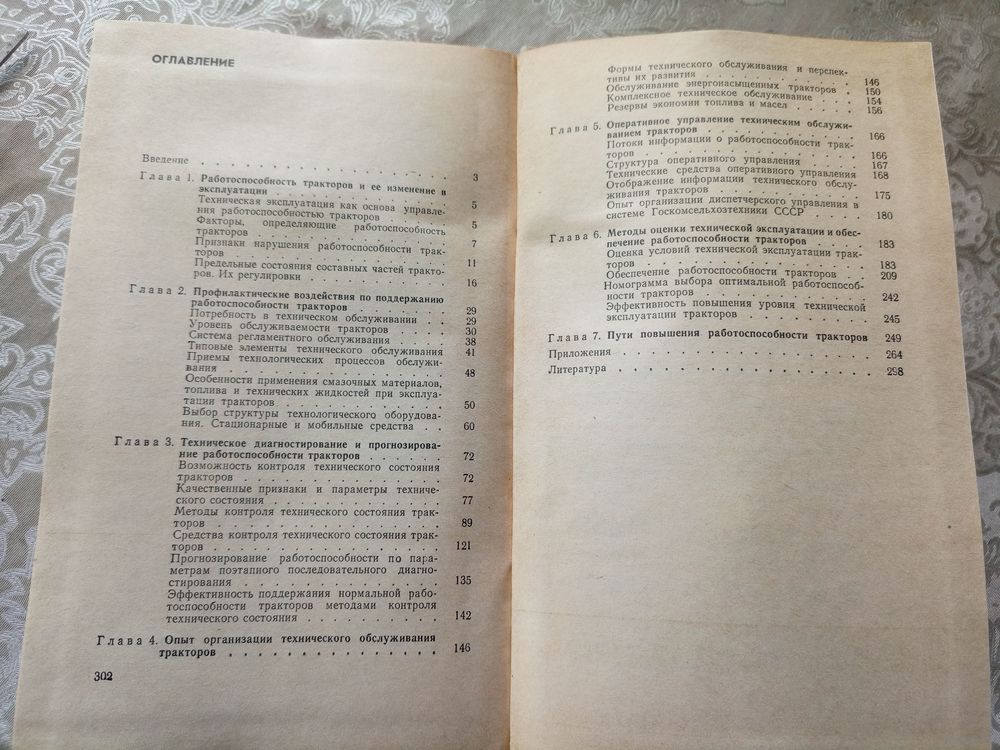 ОГЛАВЛЕНИЕ
Введение . . . . . . . . . . . . . . . . 3
Глава 1. Работоспособность тракторов и ее изменение в
эксплуатации . . . . . . . . . . . . 5
Техническая эксплуатация как основа управле-
ния работоспособностью тракторов . . . . 5
Факторы, определяющие работоспособность
тракторов . . . . . . . . . . . . 7
Признаки нарушения работоспособности трак-
торов . . . . . . . . . . . . . . 11
Предельные состояния составных частей тракто-
ров. Их регулировки . . . . . . . . 16
Глава 2. Профилактические воздействия по поддержанию
работоспособности тракторов . . . . . . 29
Потребность в техническом обслуживании . . 29
Уровень обслуживаемости тракторов . . . . 30
Система регламентного обслуживания . . . . 38
Типовые элементы технического обслуживания 41
Приемы технологических процессов обслужи-
вания . . . . . . . . . . . . . . 48
Особенности применения смазочных материалов,
топлива и технических жидкостей при эксплуа-
тации тракторов . . . . . . . . . . 50
Выбор структуры технологического оборудова-
ния. Стационарные и мобильные средства . . 60
Глава 3. Техническое диагностирование и прогнозирова-
ние работоспособности тракторов . . . . . . 72
Возможность контроля технического состояния
тракторов . . . . . . . . . . . . 72
Качественные признаки и параметры техниче-
ского состояния . . . . . . . . . . 77
Методы контроля технического состояния трак-
торов . . . . . . . . . . . . . . 89
Средства контроля технического состояния трак-
торов . . . . . . . . . . . . . . 121
Прогнозирование работоспособности по пара-
метрам поэтапного последовательного диагно-
стирования . . . . . . . . . . . . 135
Эффективность поддержания нормальной рабо-
тоспособности тракторов методами контроля
технического состояния . . . . . . . . 142
Глава 4. Опыт организации технического обслуживания
тракторов . . . . . . . . . . . . . . 146
302
Формы технического обслуживания и перспек-
тивы их развития . . . . . . . . . . 146
Обслуживание энергонасыщенных тракторов . 150
Комплексное техническое обслуживание . . . 154
Резервы экономии топлива и масел . . . . 156
Глава 5. Оперативное управление техническим обслужи-
ванием тракторов . . . . . . . . . . 166
Потоки информации о работоспособности трак-
торов . . . . . . . . . . . . . . 166
Структура оперативного управления . . . . 167
Технические средства оперативного управления 168
Отображение информации технического обслу-
живания тракторов . . . . . . . . . . 175
Опыт организации диспетчерского управления в
системе Госкомсельхозтехники СССР . . . . 180
Глава 6. Методы оценки технической эксплуатации и обес-
печение работоспособности тракторов . . . . 183
Оценка условий технической эксплуатации трак-
торов . . . . . . . . . . . . . . 183
Обеспечение работоспособности тракторов . . 209
Номограмма выбора оптимальной работоспособ-
ности тракторов . . . . . . . . . . 242
Эффективность повышения уровня технической
эксплуатации тракторов . . . . . . . . 245
Глава 7. Пути повышения работоспособности тракторов 249
Приложения . . . . . . . . . . . . . . 264
Литература . . . . . . . . . . . . . . 298